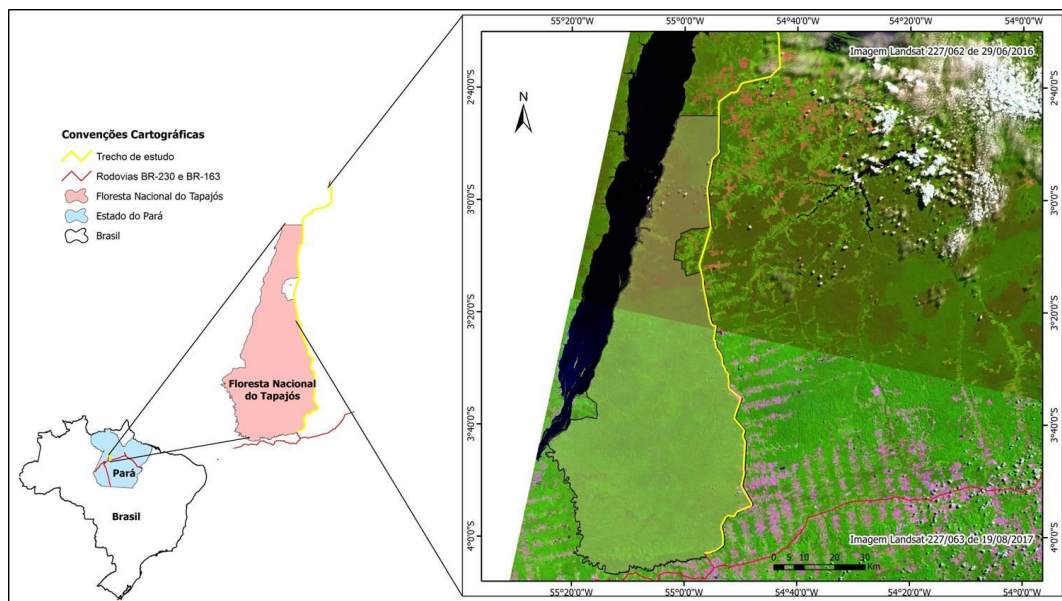 Convenções Cartográficas
Trecho de estudo
Rodovias BR-230 e BR-163
Floresta Nacional do Tapajós
Estado do Pará
Brasil
Floresta Nacional
do Tapajós
Pará
Brasil
55°20'0"W
55°0'0"W
54°40'0"W
54°20'0"W
54°0'0"W
Imagem Landsat 227/062 de 29/06/2016
N
2°40'0"S
2°40'0"S
3°0'0"S
3°0'0"S
3°20'0"S
3°20'0"S
3°40'0"S
3°40'0"S
4°0'0"S
4°0'0"S
Imagem Landsat 227/063 de 19/08/2017
0 5 10 20 30
Km
55°20'0"W
55°0'0"W
54°40'0"W
54°20'0"W
54°0'0"W